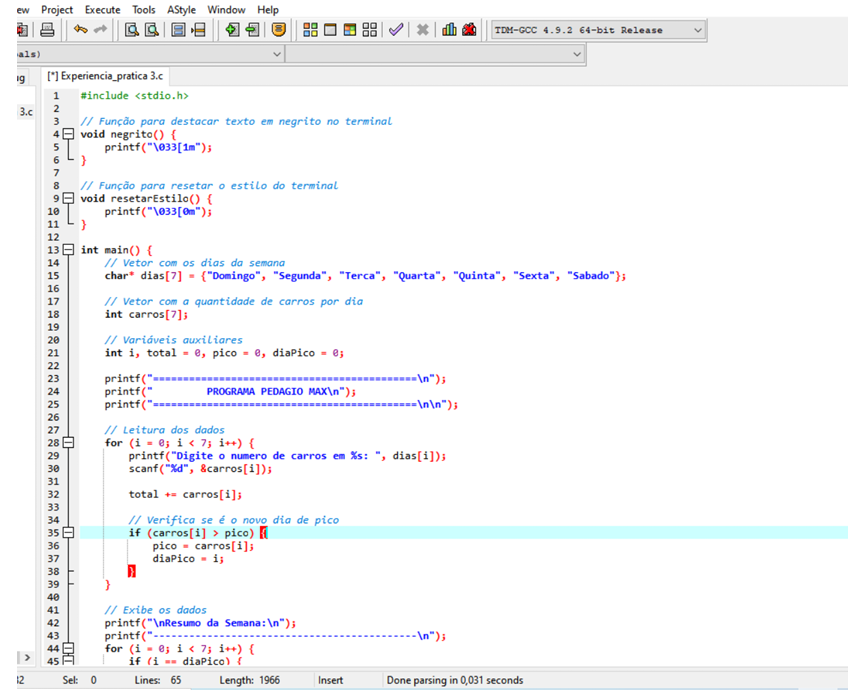 ew Project Execute Tools AStyle Window Help
TDM-GCC 4.9.2 64-bit Release
als)
ug [*] Experiencia_pratica 3.c
3.c
1 #include <stdio.h>
2
3 // Função para destacar texto em negrito no terminal
4 void negrito() {
5 printf("\033[1m");
6 }
7
8 // Função para resetar o estilo do terminal
9 void resetarEstilo() {
10 printf("\033[0m");
11 }
12
13 int main() {
14 // Vetor com os dias da semana
15 char* dias[7] = {"Domingo", "Segunda", "Terca", "Quarta", "Quinta", "Sexta", "Sabado"};
16
17 // Vetor com a quantidade de carros por dia
18 int carros[7];
19
20 // Variáveis auxiliares
21 int i, total = 0, pico = 0, diaPico = 0;
22
23 printf("============================================\n");
24 printf(" PROGRAMA PEDAGIO MAX\n");
25 printf("============================================\n\n");
26
27 // Leitura dos dados
28 for (i = 0; i < 7; i++) {
29 printf("Digite o numero de carros em %s: ", dias[i]);
30 scanf("%d", &carros[i]);
31
32 total += carros[i];
33
34 // Verifica se é o novo dia de pico
35 if (carros[i] > pico) {
36 pico = carros[i];
37 diaPico = i;
38 }
39 }
40
41 // Exibe os dados
42 printf("\nResumo da Semana:\n");
43 printf("--------------------------------------------\n");
44 for (i = 0; i < 7; i++) {
45 if (i == diaPico) {
32 Sel: 0 Lines: 65 Length: 1966 Insert Done parsing in 0,031 seconds